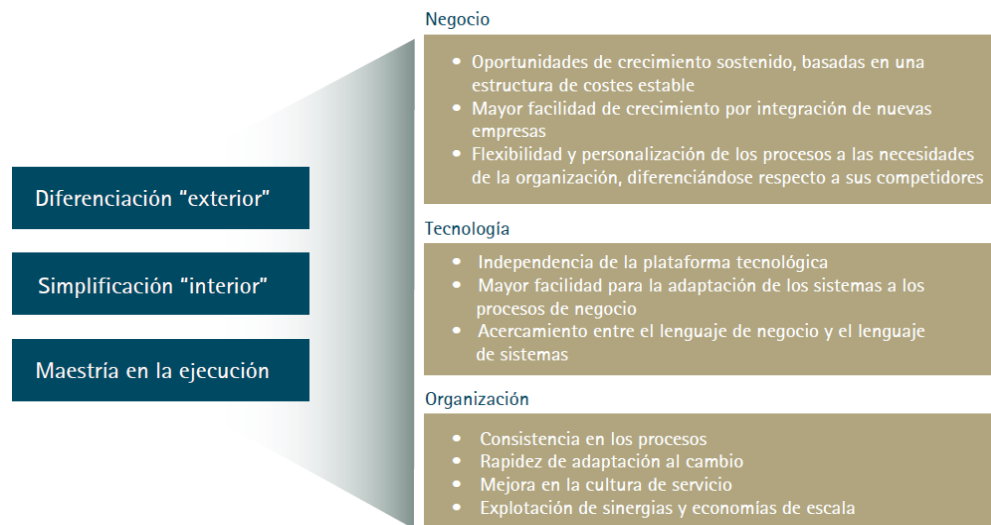 Diferenciación “exterior”
Simplificación “interior”
Maestría en la ejecución
Negocio
• Oportunidades de crecimiento sostenido, basadas en una
estructura de costes estable
• Mayor facilidad de crecimiento por integración de nuevas
empresas
• Flexibilidad y personalización de los procesos a las necesidades
de la organización, diferenciándose respecto a sus competidores
Tecnología
• Independencia de la plataforma tecnológica
• Mayor facilidad para la adaptación de los sistemas a los
procesos de negocio
• Acercamiento entre el lenguaje de negocio y el lenguaje
de sistemas
Organización
• Consistencia en los procesos
• Rapidez de adaptación al cambio
• Mejora en la cultura de servicio
• Explotación de sinergias y economías de escala